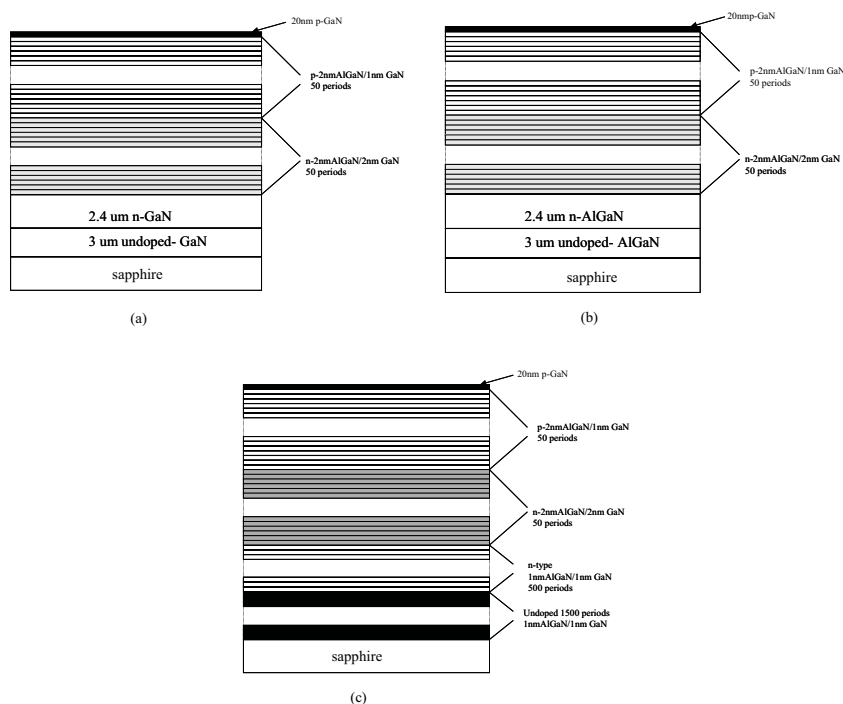 20nm p-GaN
p-2nmAlGaN/1nm GaN
50 periods
n-2nmAlGaN/2nm GaN
50 periods
2.4 um n-GaN
3 um undoped- GaN
sapphire
(a)
20nmp-GaN
p-2nmAlGaN/1nm GaN
50 periods
n-2nmAlGaN/2nm GaN
50 periods
2.4 um n-AlGaN
3 um undoped- AlGaN
sapphire
(b)
20nm p-GaN
p-2nmAlGaN/1nm GaN
50 periods
n-2nmAlGaN/2nm GaN
50 periods
n-type
1nmAlGaN/1nm GaN
500 periods
Undoped 1500 periods
1nmAlGaN/1nm GaN
sapphire
(c)